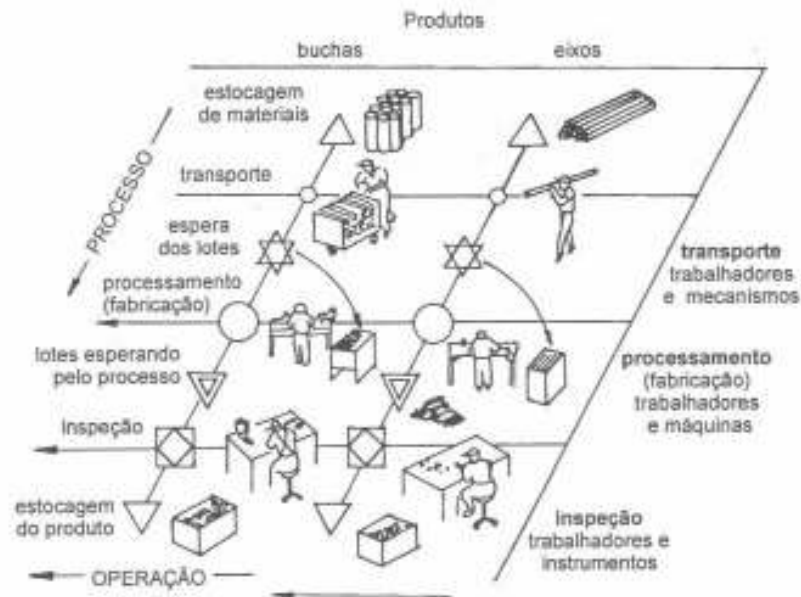 Produtos
buchas
eixos
estocagem
de materiais
PROCESSO
transporte
espera
dos lotes
processamento
(fabricação)
lotes esperando
pelo processo
inspeção
estocagem
do produto
OPERAÇÃO
transporte
trabalhadores
e mecanismos
processamento
(fabricação)
trabalhadores
e máquinas
inspeção
trabalhadores e
instrumentos